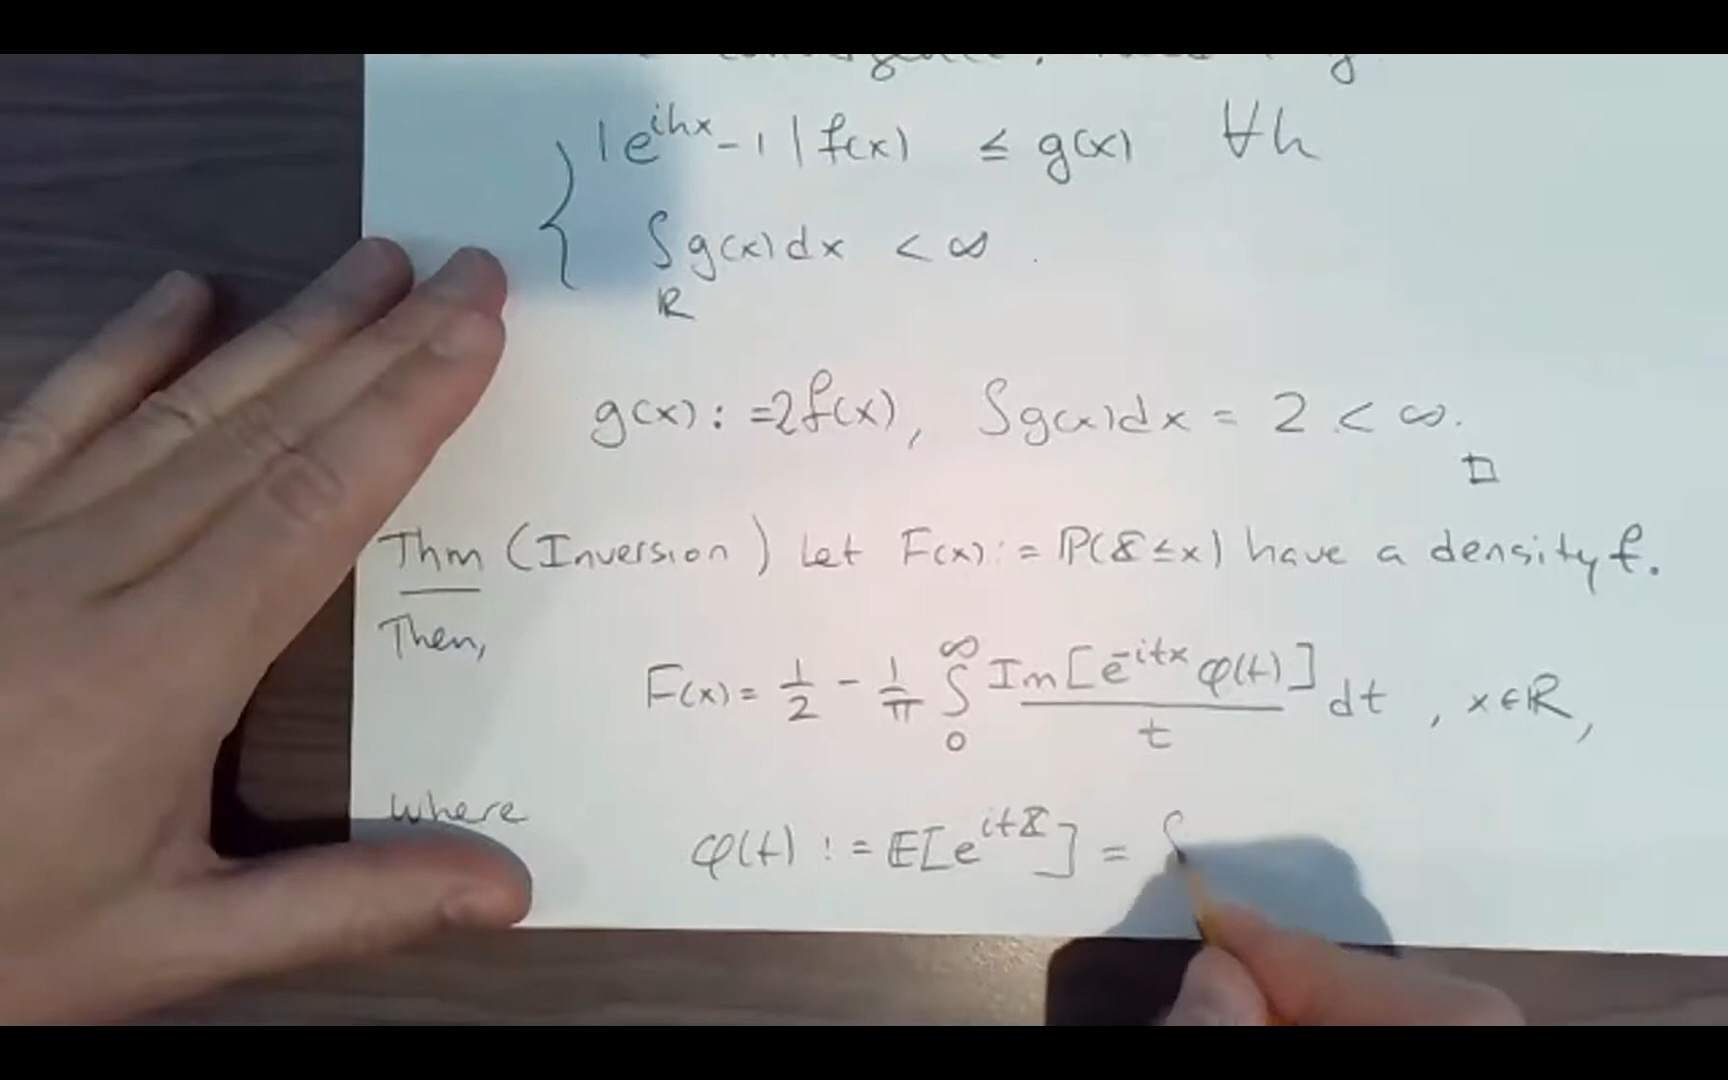 |e^{ihx} - 1| f(x) ≤ g(x) ∀h
∫_ℝ g(x)dx < ∞.
g(x) := 2f(x), ∫g(x)dx = 2 < ∞. □
Thm (Inversion) Let F(x) := ℙ(X ≤ x) have a density f.
Then,
F(x) = 1/2 - 1/π ∫_0^∞ Im[e^{-itx} φ(t)]/t dt, x∈ℝ,
where
φ(t) := 𝔼[e^{itX}] = ∫